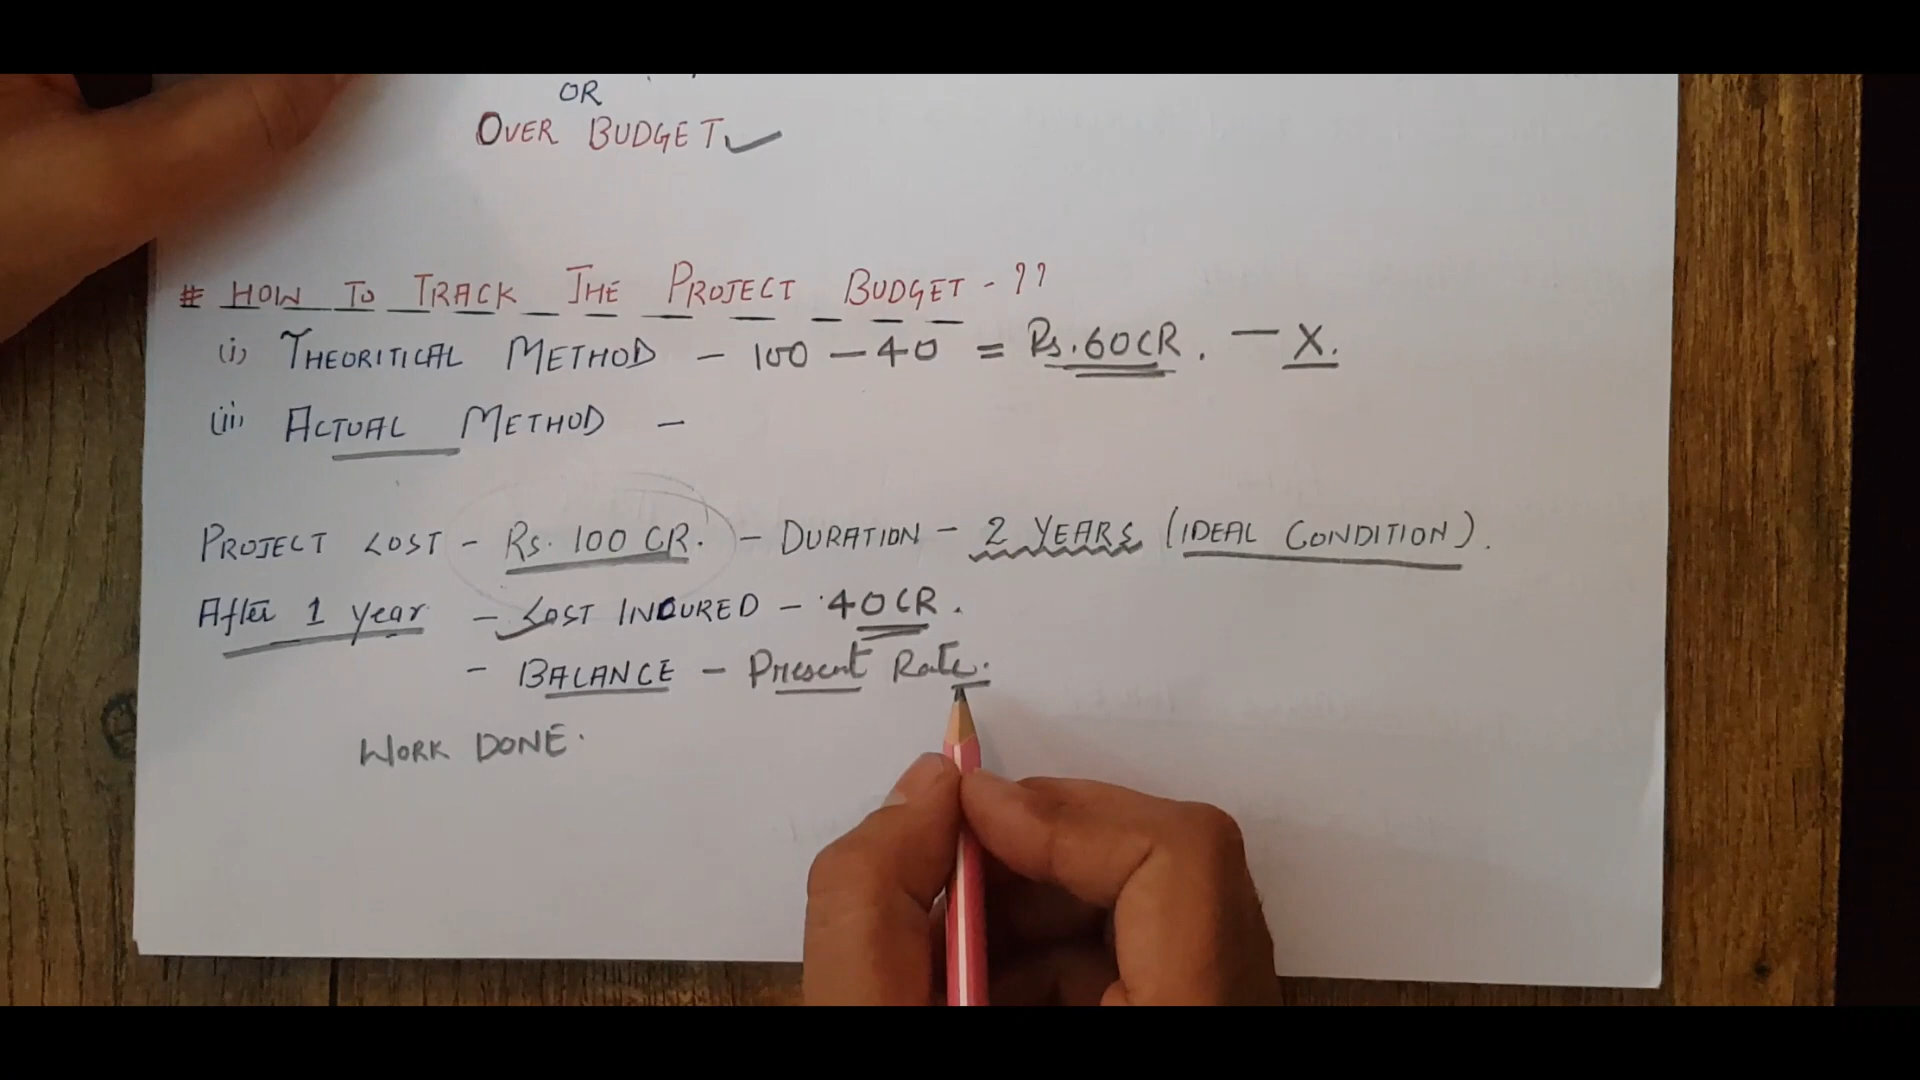 OR
OVER BUDGET
# HOW TO TRACK THE PROJECT BUDGET - ??
(i) THEORITICAL METHOD - 100 - 40 = Rs. 60CR. - X.
(ii) ACTUAL METHOD -
PROJECT COST - Rs. 100 CR. - DURATION - 2 YEARS (IDEAL CONDITION).
After 1 year - COST INCURED - 40CR.
- BALANCE - Present Rate.
WORK DONE.